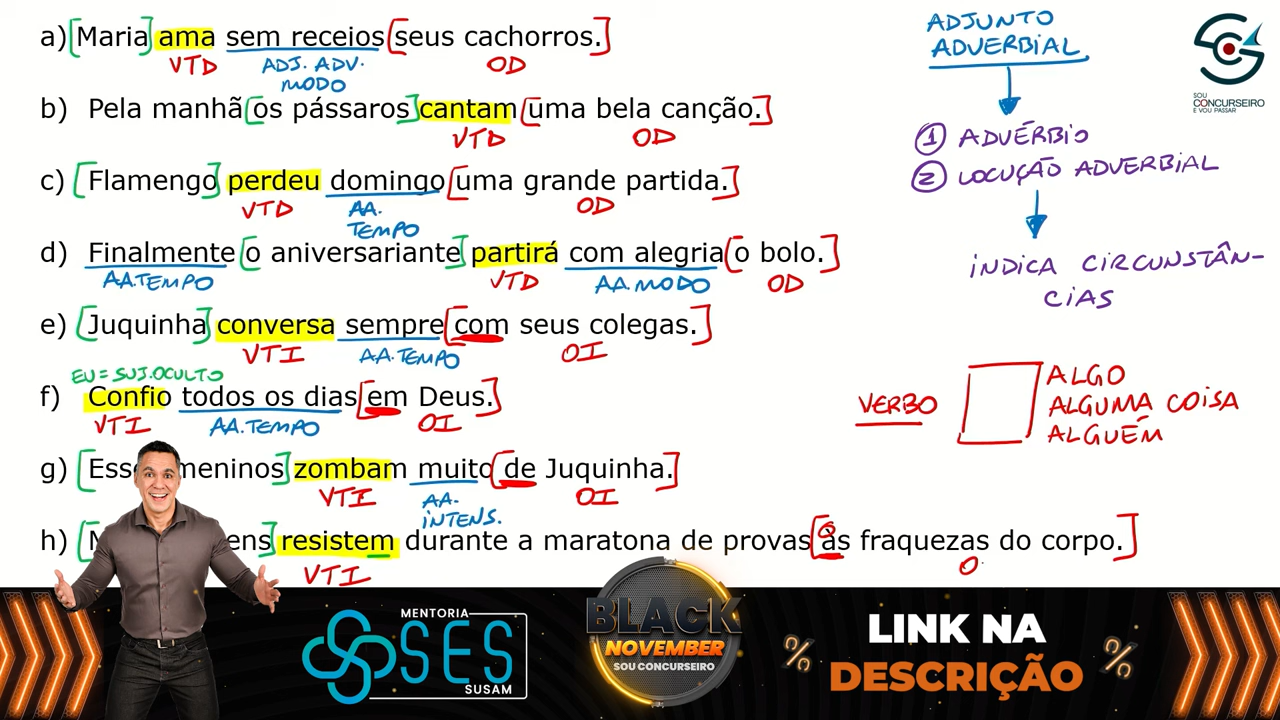 a) [Maria] ama sem receios [seus cachorros.]
VTD ADJ. ADV. MODO OD
b) Pela manhã [os pássaros] cantam [uma bela canção.]
VTD OD
c) [Flamengo] perdeu domingo [uma grande partida.]
VTD AA. TEMPO OD
d) Finalmente [o aniversariante] partirá com alegria [o bolo.]
AA.TEMPO VTD AA.MODO OD
e) [Juquinha] conversa sempre [com seus colegas.]
VTI AA.TEMPO OI
EU = SUJ.OCULTO
f) Confio todos os dias [em Deus.]
VTI AA.TEMPO OI
g) [Esse meninos] zombam muito [de Juquinha.]
VTI AA. INTENS. OI
h) [M ens] resistem durante a maratona de provas [às fraquezas do corpo.]
VTI O
ADJUNTO
ADVERBIAL
1 ADVÉRBIO
2 LOCUÇÃO ADVERBIAL
INDICA CIRCUNSTÂN-
CIAS
VERBO
ALGO
ALGUMA COISA
ALGUÉM
SOU
CONCURSEIRO
E VOU PASSAR
MENTORIA
SES
SUSAM
BLACK
NOVEMBER
SOU CONCURSEIRO
% LINK NA
DESCRIÇÃO %